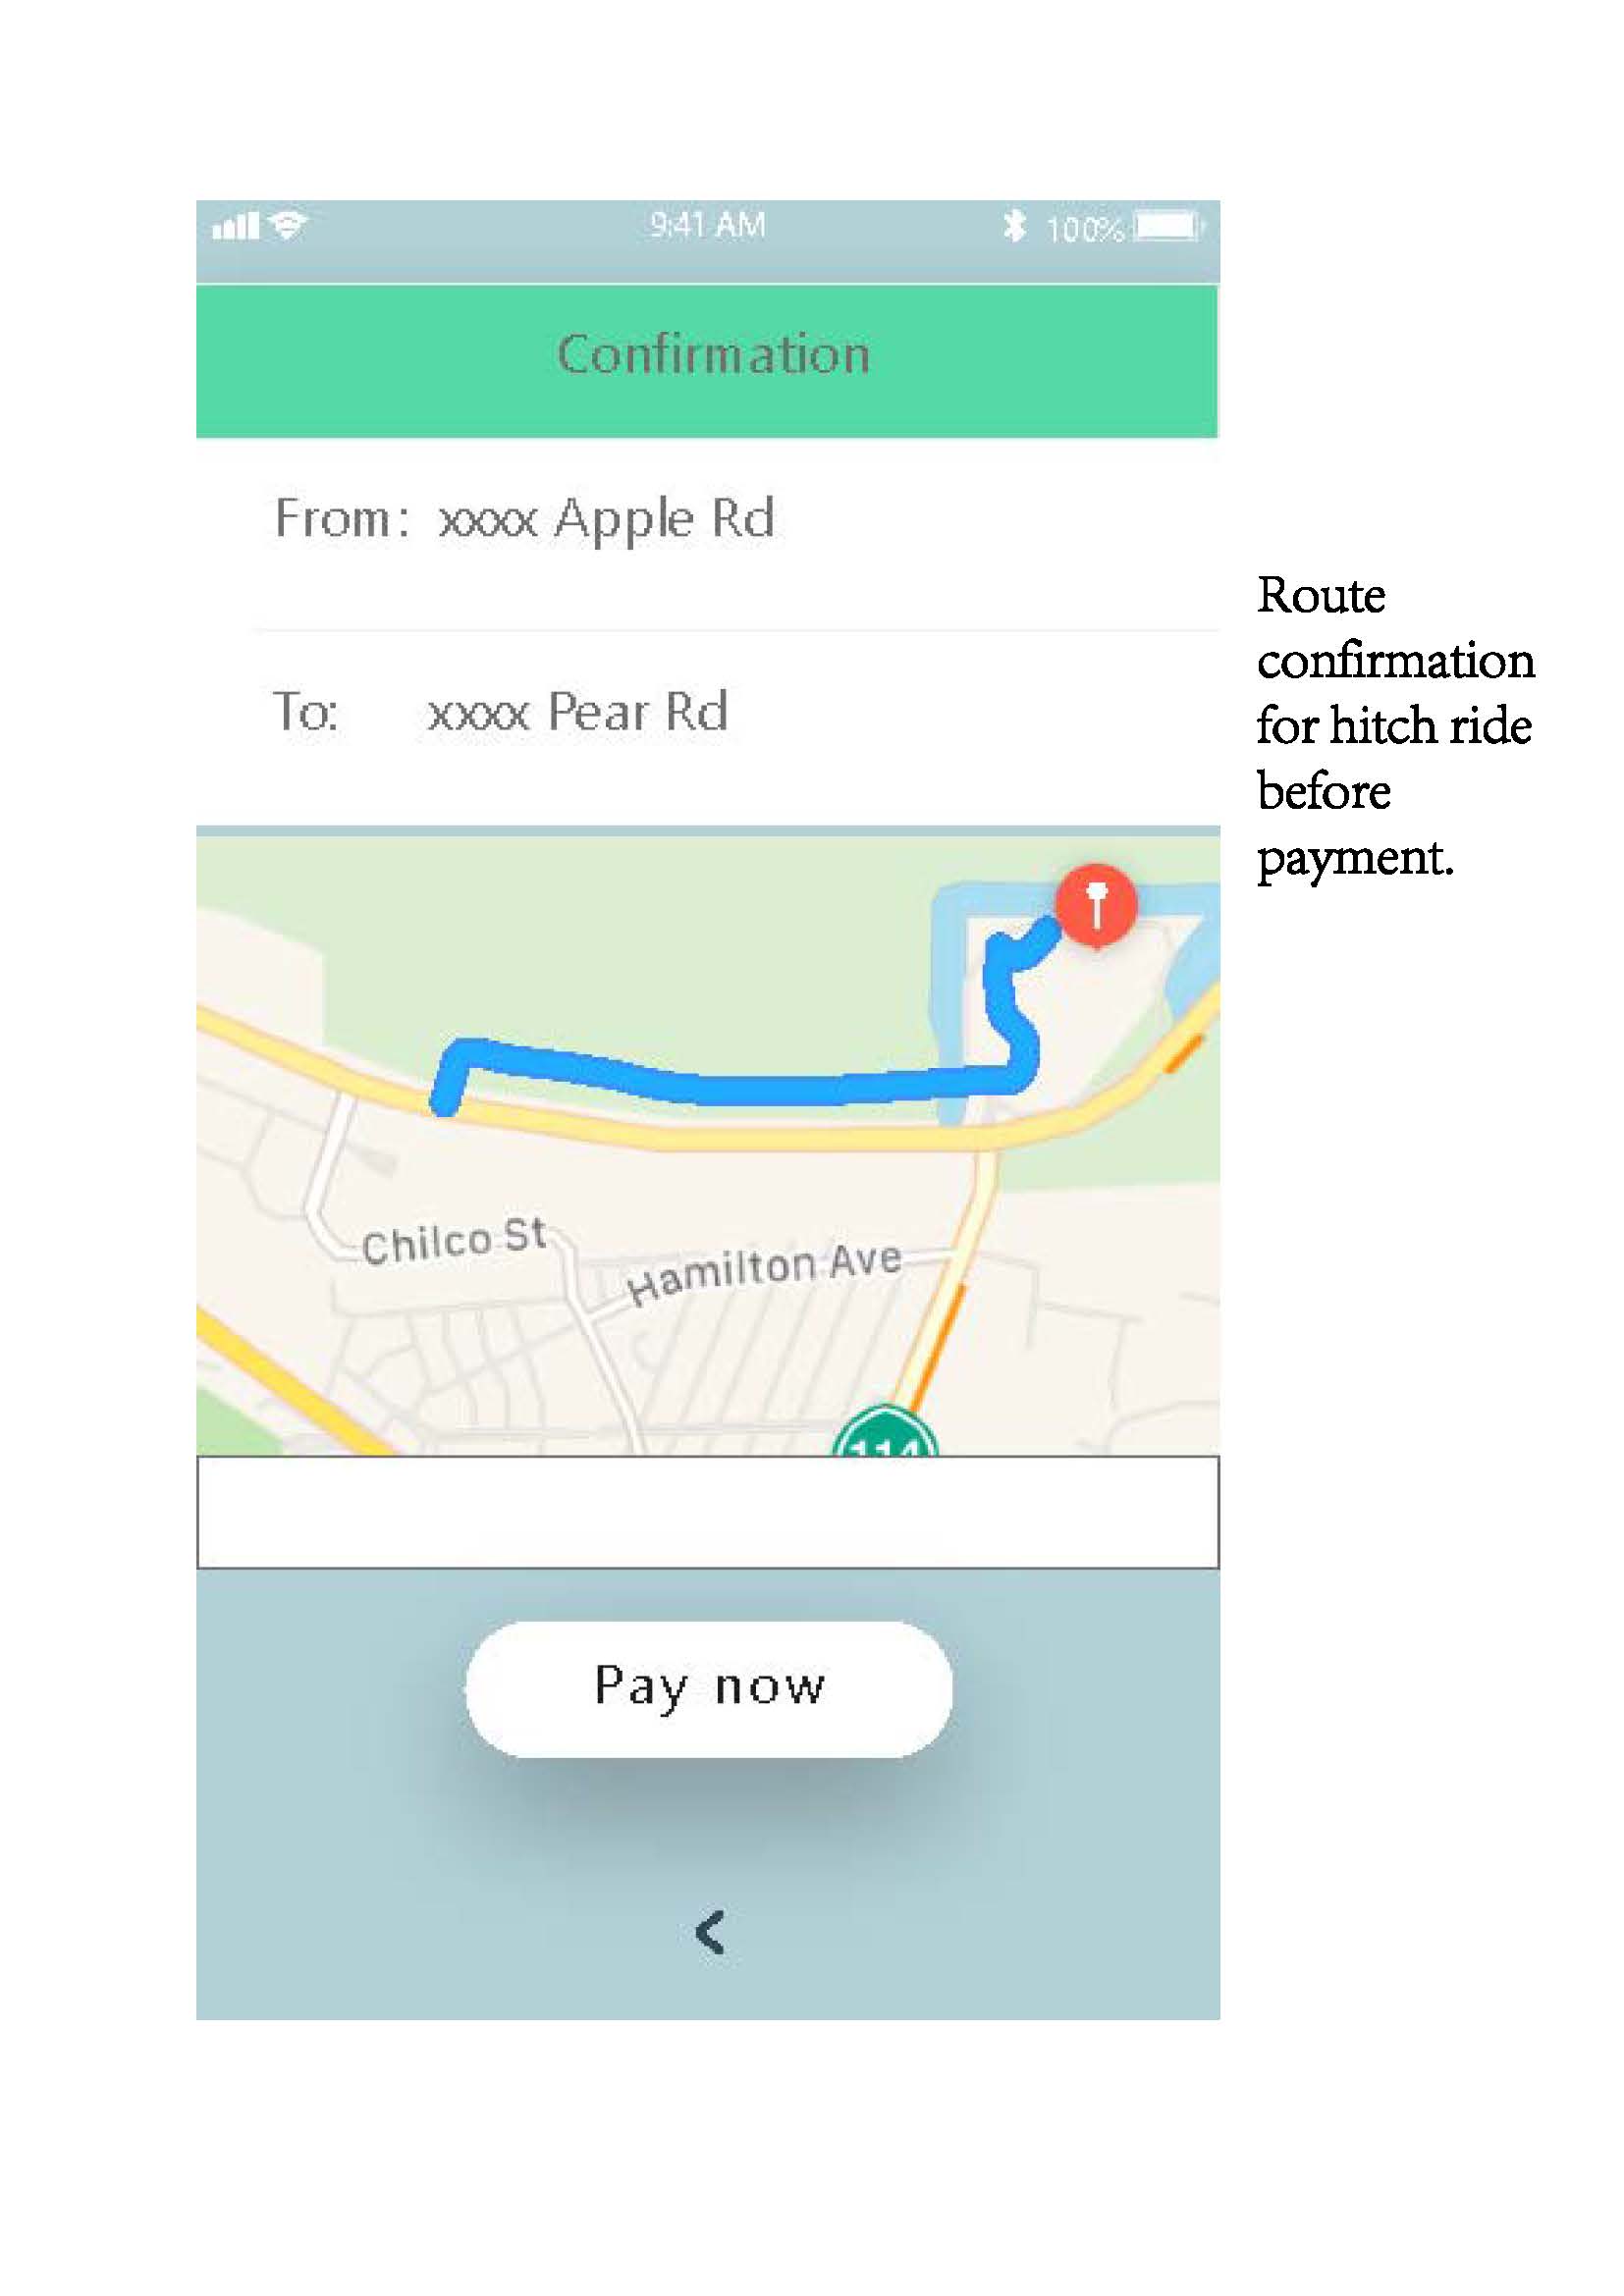 9:41 AM
100%
Confirmation
From: xxxx Apple Rd
To: xxxx Pear Rd
Route
confirmation
for hitch ride
before
payment.
Chilco St
Hamilton Ave
114
Pay now